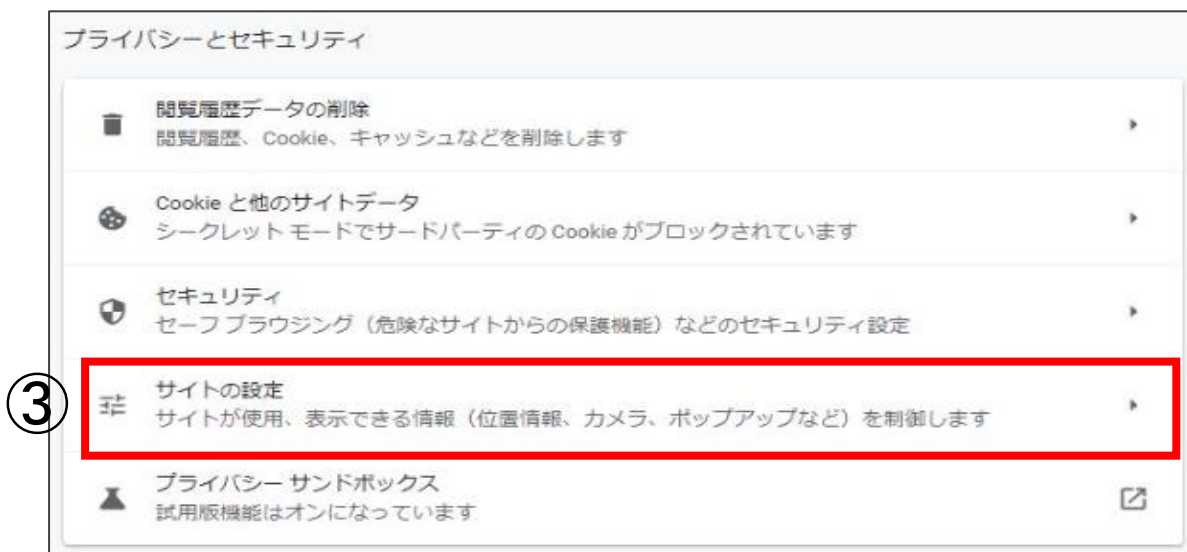 プライバシーとセキュリティ
閲覧履歴データの削除
閲覧履歴、Cookie、キャッシュなどを削除します
Cookie と他のサイトデータ
シークレット モードでサードパーティの Cookie がブロックされています
セキュリティ
セーフ ブラウジング（危険なサイトからの保護機能）などのセキュリティ設定
③
サイトの設定
サイトが使用、表示できる情報（位置情報、カメラ、ポップアップなど）を制御します
プライバシー サンドボックス
試用版機能はオンになっています